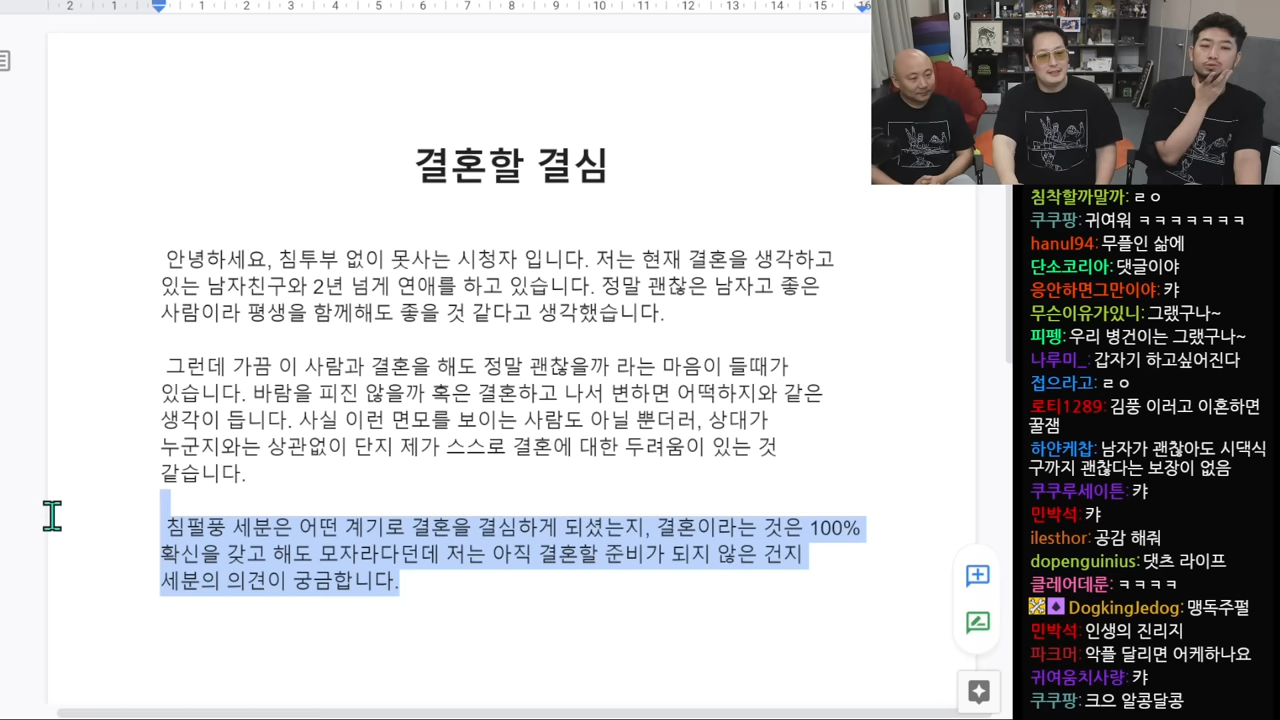 2 1 1 2 3 4 5 6 7 8 9 10 11 12 13 14 15 16
결혼할 결심
안녕하세요, 침투부 없이 못사는 시청자 입니다. 저는 현재 결혼을 생각하고
있는 남자친구와 2년 넘게 연애를 하고 있습니다. 정말 괜찮은 남자고 좋은
사람이라 평생을 함께해도 좋을 것 같다고 생각했습니다.
그런데 가끔 이 사람과 결혼을 해도 정말 괜찮을까 라는 마음이 들때가
있습니다. 바람을 피진 않을까 혹은 결혼하고 나서 변하면 어떡하지와 같은
생각이 듭니다. 사실 이런 면모를 보이는 사람도 아닐 뿐더러, 상대가
누군지와는 상관없이 단지 제가 스스로 결혼에 대한 두려움이 있는 것
같습니다.
침펄풍 세분은 어떤 계기로 결혼을 결심하게 되셨는지, 결혼이라는 것은 100%
확신을 갖고 해도 모자라다던데 저는 아직 결혼할 준비가 되지 않은 건지
세분의 의견이 궁금합니다.
침착할까말까: ㄹㅇ
쿠쿠팡: 귀여워 ㅋㅋㅋㅋㅋㅋㅋ
hanul94: 무플인 삶에
단소코리아: 댓글이야
응안하면그만이야: 캬
무슨이유가있니: 그랬구나~
피펭: 우리 병건이는 그랬구나~
나루미_: 갑자기 하고싶어진다
접으라고: ㄹㅇ
로티1289: 김풍 이러고 이혼하면
꿀잼
하얀케찹: 남자가 괜찮아도 시댁식
구까지 괜찮다는 보장이 없음
쿠쿠루세이튼: 캬
민박석: 캬
ilesthor: 공감 해줘
dopenguinius: 댓츠 라이프
클레어데룬: ㅋㅋㅋㅋ
DogkingJedog: 맹독주펄
민박석: 인생의 진리지
파크머: 악플 달리면 어케하나요
귀여움치사량: 캬
쿠쿠팡: 크으 알콩달콩